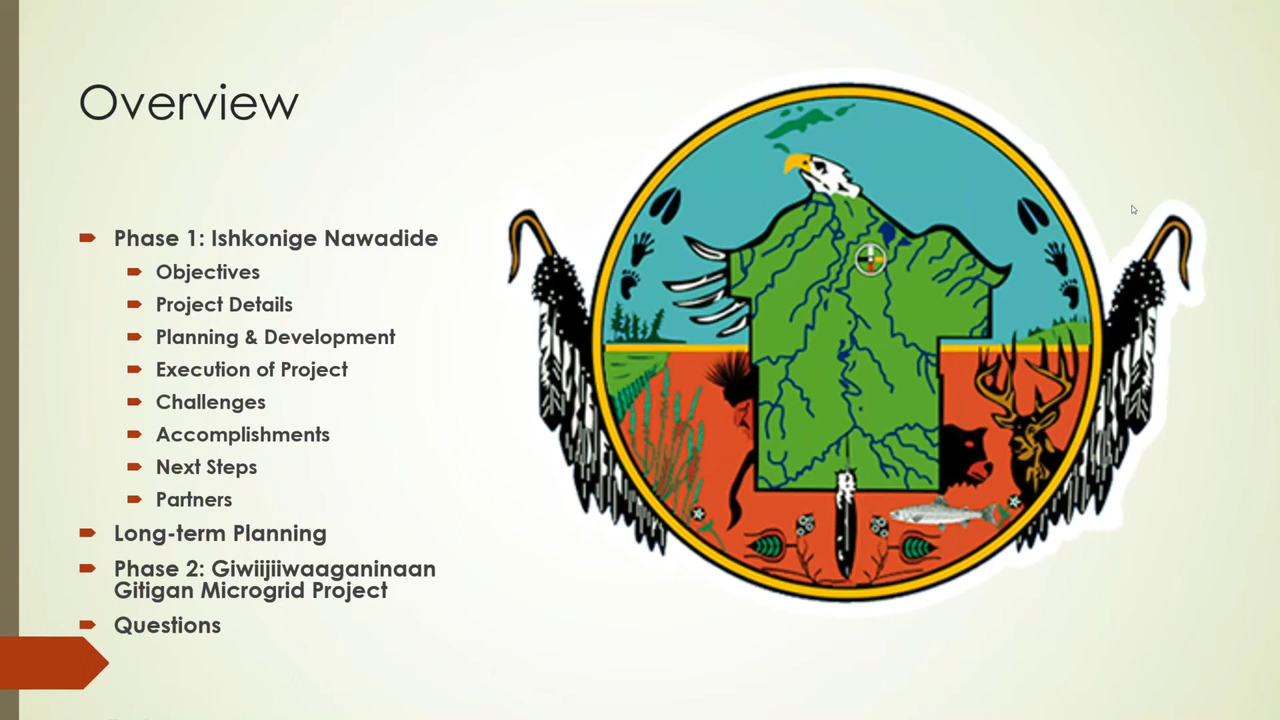 Overview
Phase 1: Ishkonige Nawadide
Objectives
Project Details
Planning & Development
Execution of Project
Challenges
Accomplishments
Next Steps
Partners
Long-term Planning
Phase 2: Giwiijiiwaaganinaan
Gitigan Microgrid Project
Questions